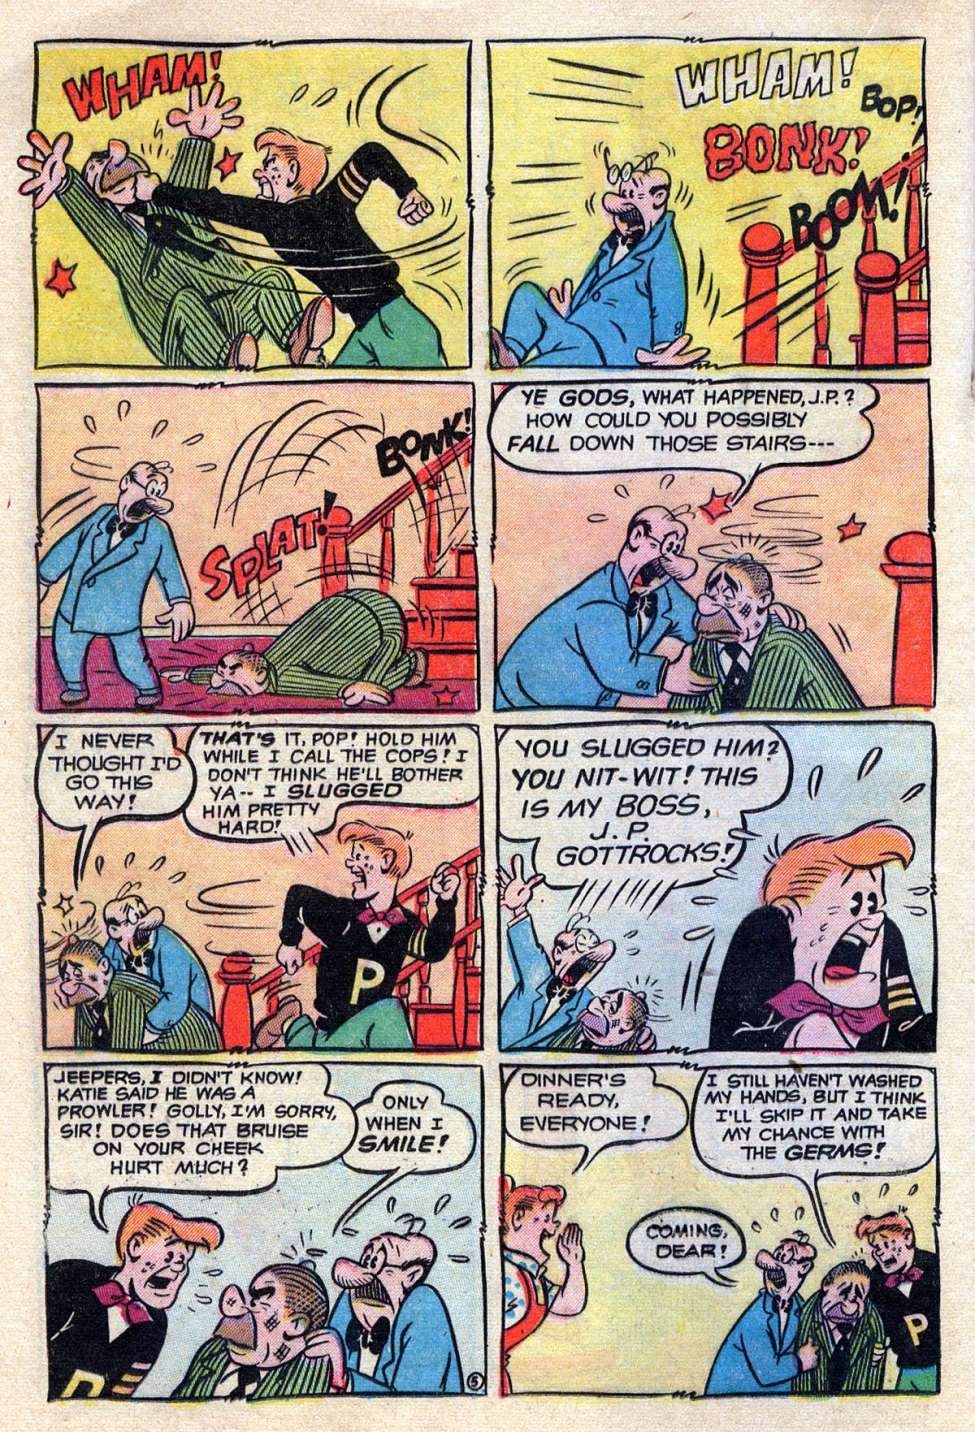 WHAM!
WHAM!
BOP!
BONK!
BOOM!
BONK!
SPLAT!
YE GODS, WHAT HAPPENED, J.P.?
HOW COULD YOU POSSIBLY
FALL DOWN THOSE STAIRS---
I NEVER
THOUGHT I'D
GO THIS
WAY!
THAT'S IT, POP! HOLD HIM
WHILE I CALL THE COPS! I
DON'T THINK HE'LL BOTHER
YA-- I SLUGGED
HIM PRETTY
HARD!
P
YOU SLUGGED HIM?
YOU NIT-WIT! THIS
IS MY BOSS,
J.P.
GOTTROCKS!
JEEPERS, I DIDN'T KNOW!
KATIE SAID HE WAS A
PROWLER! GOLLY, I'M SORRY,
SIR! DOES THAT BRUISE
ON YOUR CHEEK
HURT MUCH?
ONLY
WHEN I
SMILE!
P
5
DINNER'S
READY,
EVERYONE!
COMING,
DEAR!
I STILL HAVEN'T WASHED
MY HANDS, BUT I THINK
I'LL SKIP IT AND TAKE
MY CHANCE WITH
THE GERMS!
P